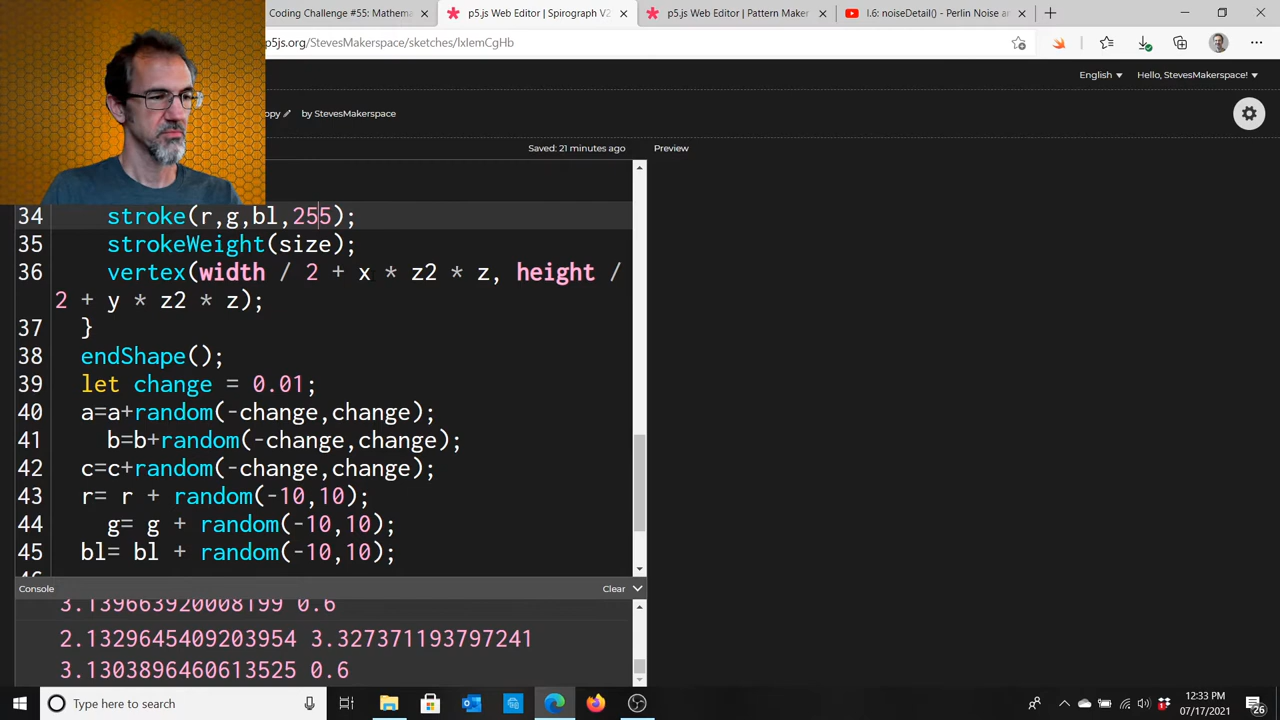 Coding Challenge #55: Mathema
p5.js Web Editor | Spirograph V2
p5.js Web Editor | Pattern Maker
I.6: noiseDetail() - Perlin Noise an
p5js.org/StevesMakerspace/sketches/lxIemCgHb
English
Hello, StevesMakerspace!
opy
by StevesMakerspace
Saved: 21 minutes ago
Preview
34 stroke(r,g,bl,255);
35 strokeWeight(size);
36 vertex(width / 2 + x * z2 * z, height /
2 + y * z2 * z);
37 }
38 endShape();
39 let change = 0.01;
40 a=a+random(-change,change);
41 b=b+random(-change,change);
42 c=c+random(-change,change);
43 r= r + random(-10,10);
44 g= g + random(-10,10);
45 bl= bl + random(-10,10);
Console
Clear
3.139663920008199 0.6
2.1329645409203954 3.327371193797241
3.1303896460613525 0.6
Type here to search
12:33 PM
07/17/2021
26